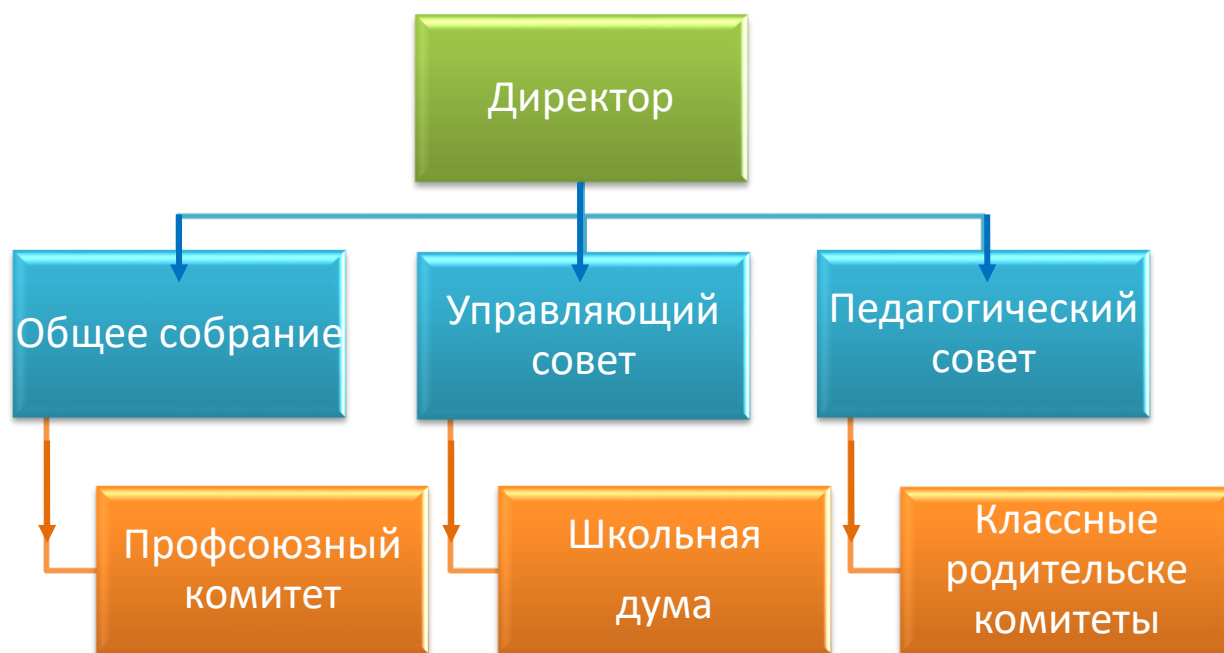 Директор
Общее собрание
Управляющий
совет
Педагогический
совет
Профсоюзный
комитет
Школьная
дума
Классные
родительске
комитеты